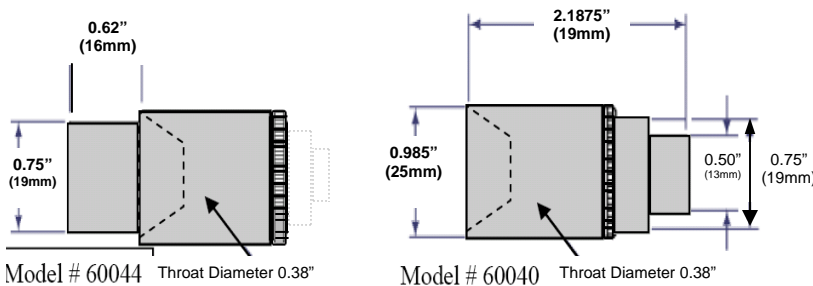 0.62”
(16mm)
0.75”
(19mm)
Model # 60044
Throat Diameter 0.38”
2.1875”
(19mm)
0.985”
(25mm)
0.50”
(13mm)
0.75”
(19mm)
Model # 60040
Throat Diameter 0.38”